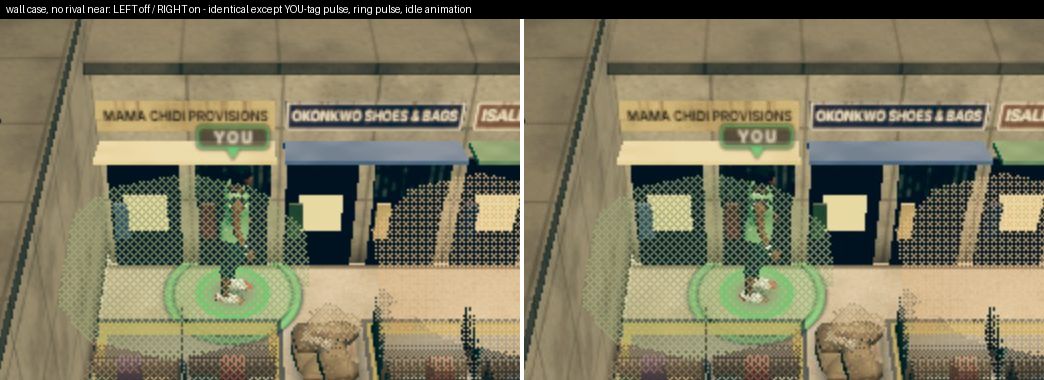 wall case, no rival near: LEFT off / RIGHT on - identical except YOU-tag pulse, ring pulse, idle animation
MAMA CHIDI PROVISIONS
OKONKWO SHOES & BAGS
YOU
MAMA CHIDI PROVISIONS
OKONKWO SHOES & BAGS
YOU